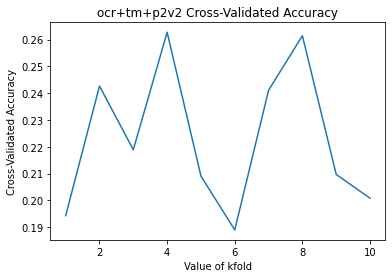 ocr+tm+p2v2 Cross-Validated Accuracy
Cross-Validated Accuracy
0.26
0.25
0.24
0.23
0.22
0.21
0.20
0.19
2 4 6 8 10
Value of kfold